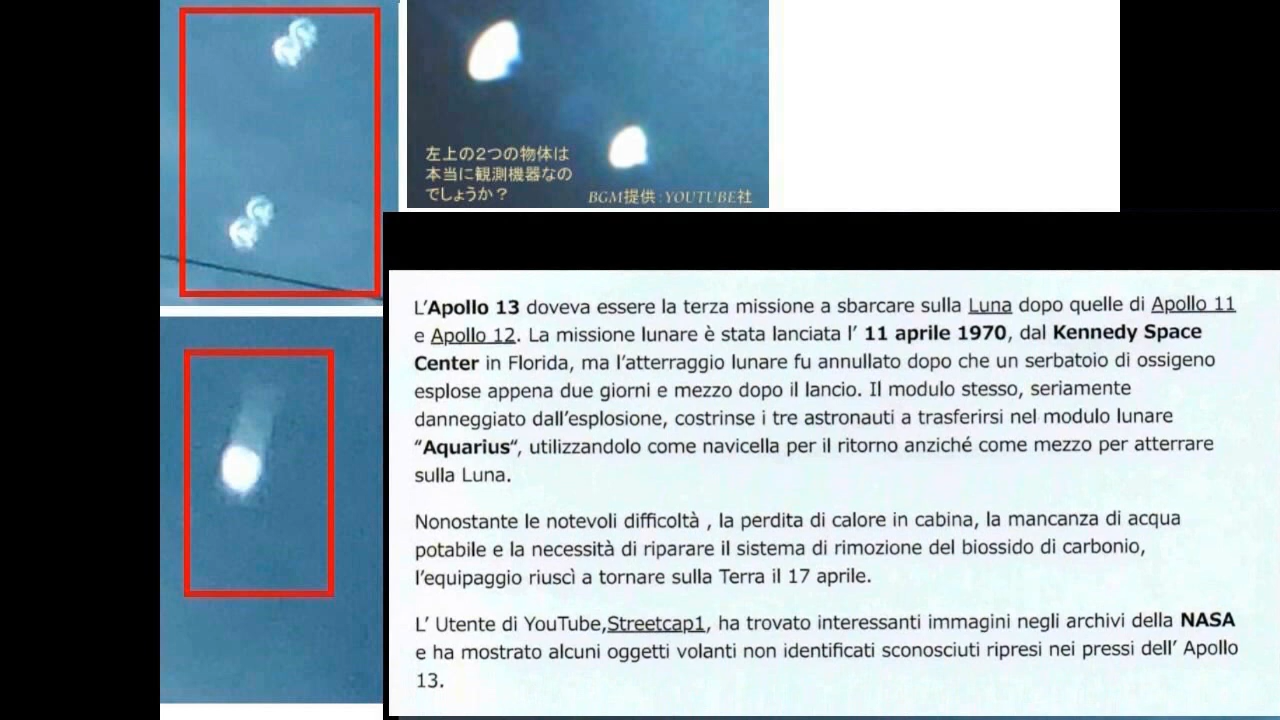 左上の2つの物体は
本当に観測機器なの
でしょうか？
BGM提供：YOUTUBE社
L’Apollo 13 doveva essere la terza missione a sbarcare sulla Luna dopo quelle di Apollo 11
e Apollo 12. La missione lunare è stata lanciata l’ 11 aprile 1970, dal Kennedy Space
Center in Florida, ma l’atterraggio lunare fu annullato dopo che un serbatoio di ossigeno
esplose appena due giorni e mezzo dopo il lancio. Il modulo stesso, seriamente
danneggiato dall’esplosione, costrinse i tre astronauti a trasferirsi nel modulo lunare
“Aquarius“, utilizzandolo come navicella per il ritorno anziché come mezzo per atterrare
sulla Luna.
Nonostante le notevoli difficoltà , la perdita di calore in cabina, la mancanza di acqua
potabile e la necessità di riparare il sistema di rimozione del biossido di carbonio,
l’equipaggio riuscì a tornare sulla Terra il 17 aprile.
L’ Utente di YouTube,Streetcap1, ha trovato interessanti immagini negli archivi della NASA
e ha mostrato alcuni oggetti volanti non identificati sconosciuti ripresi nei pressi dell’ Apollo
13.